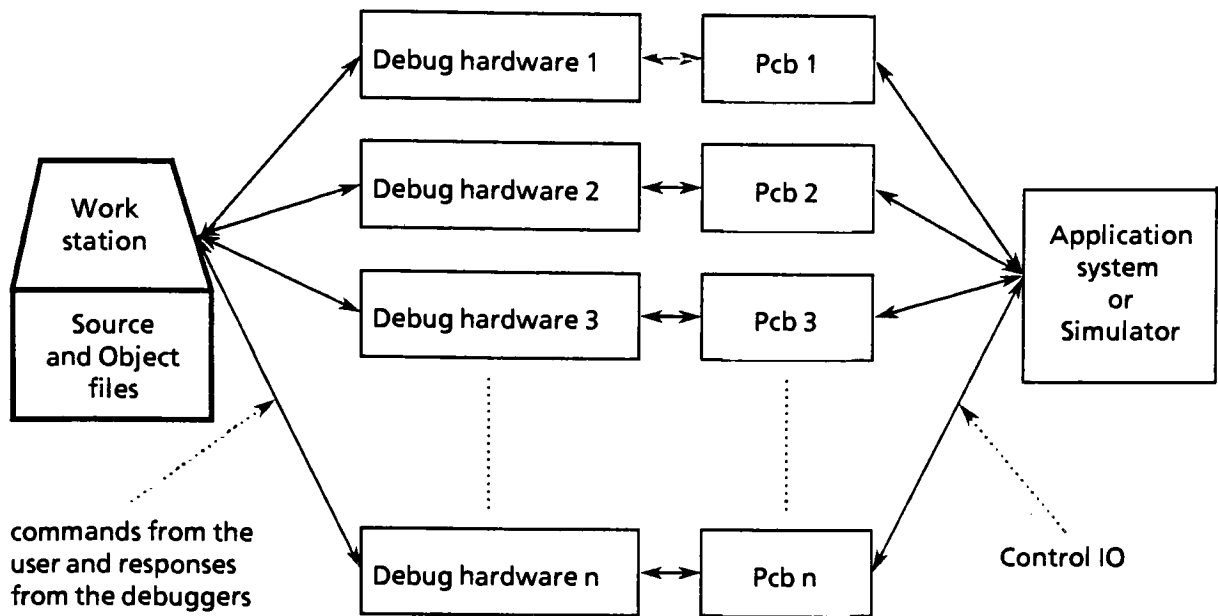 Debug hardware 1
Pcb 1
Debug hardware 2
Pcb 2
Work
station
Application
system
or
Simulator
Debug hardware 3
Pcb 3
Source
and Object
files
commands from the
user and responses
from the debuggers
Debug hardware n
Pcb n
Control IO